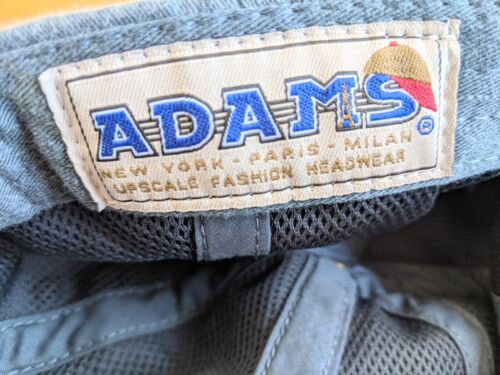 ADAMS®
NEW YORK - PARIS - MILAN
UPSCALE FASHION HEADWEAR